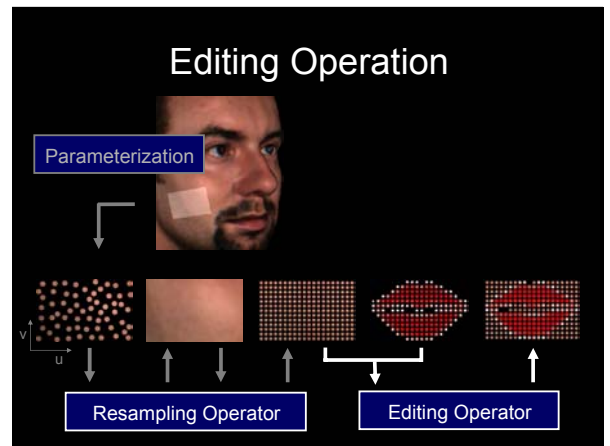 Editing Operation
Parameterization
v
u
Resampling Operator
Editing Operator